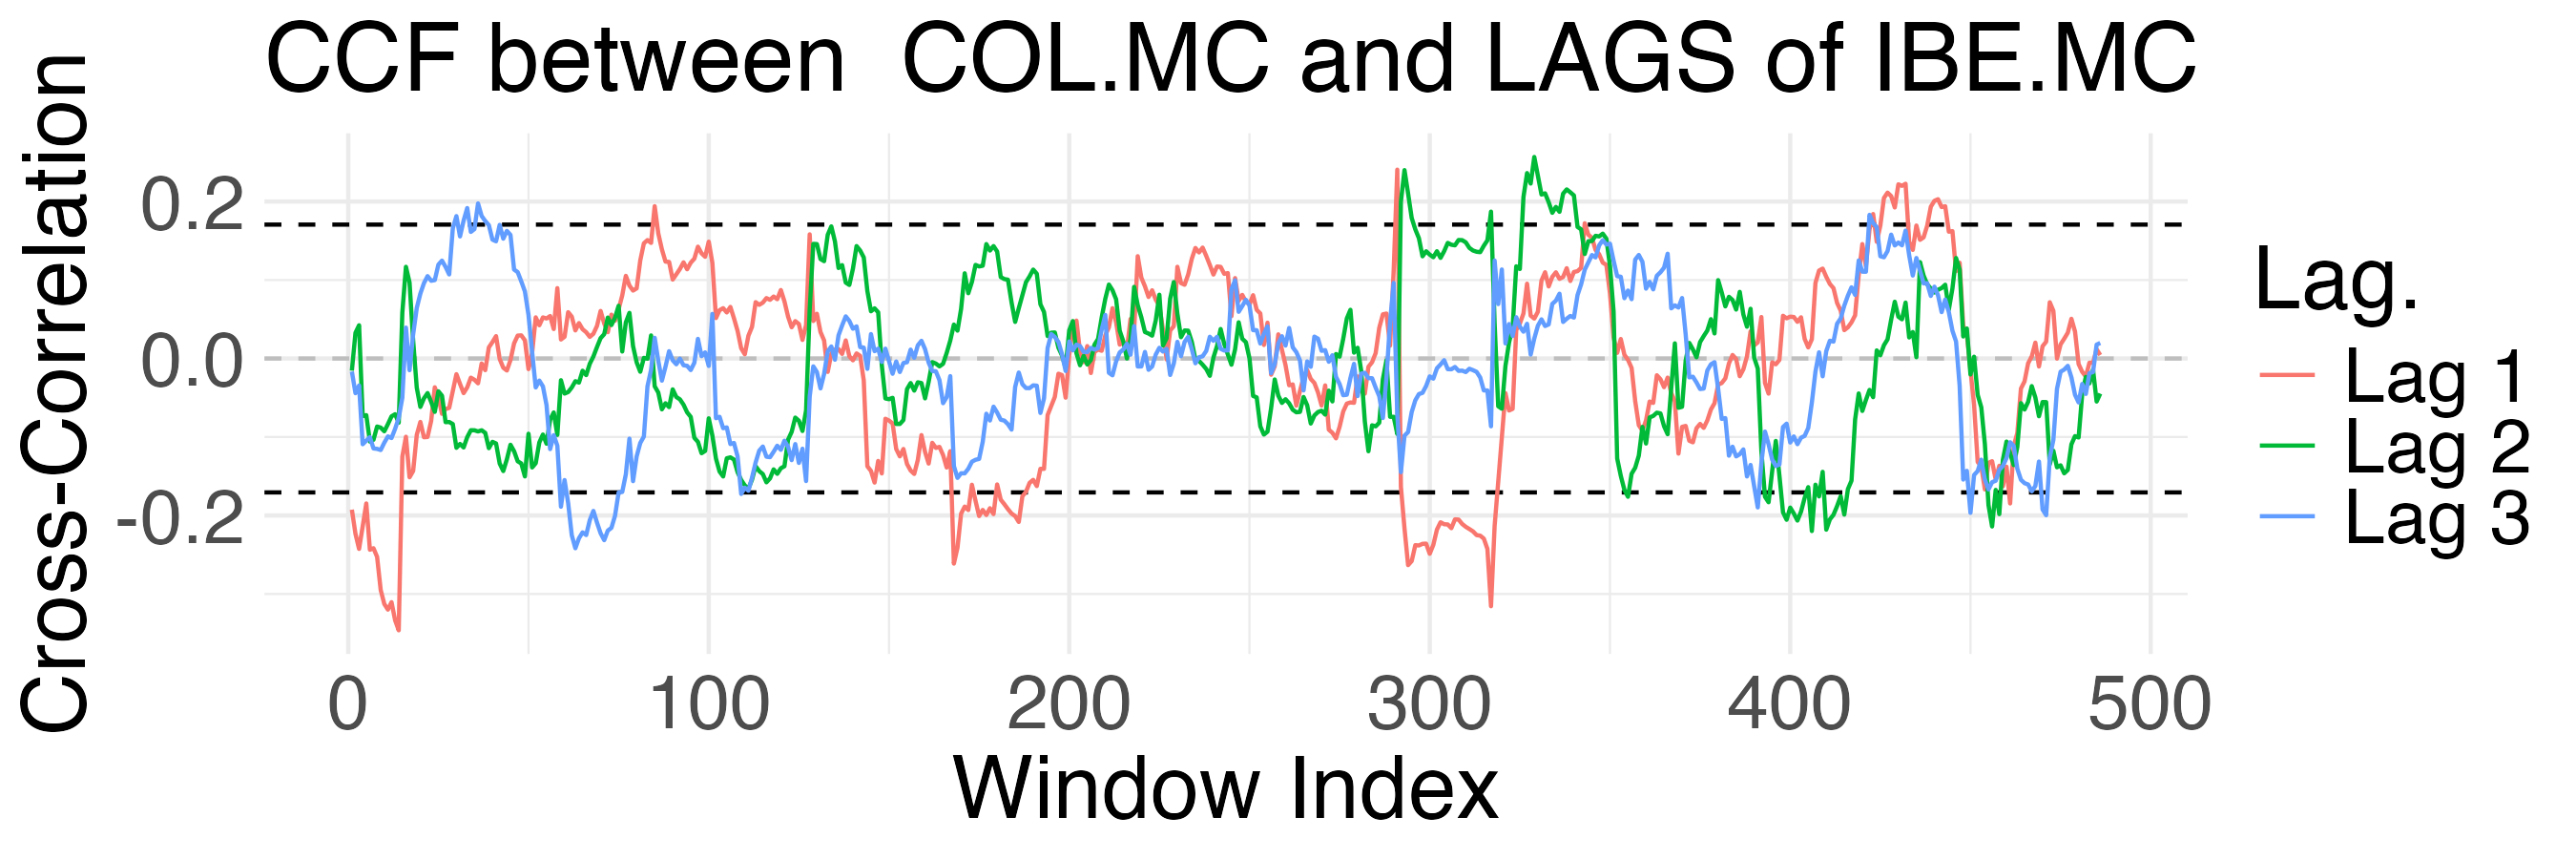 CCF between  COL.MC and LAGS of IBE.MC
Cross-Correlation
0.2
0.0
-0.2
0 100 200 300 400 500
Window Index
Lag.
Lag 1
Lag 2
Lag 3